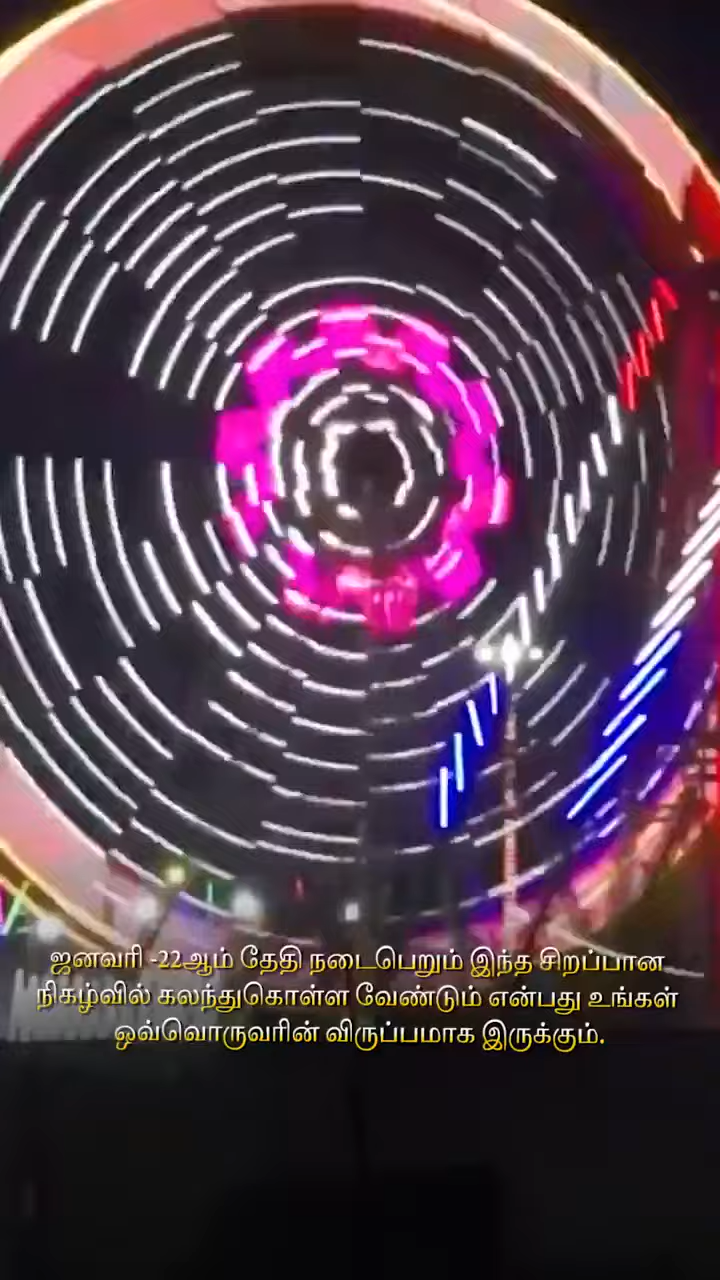 ஜனவரி -22ஆம் தேதி நடைபெறும் இந்த சிறப்பான
நிகழ்வில் கலந்துகொள்ள வேண்டும் என்பது உங்கள்
ஒவ்வொருவரின் விருப்பமாக இருக்கும்.